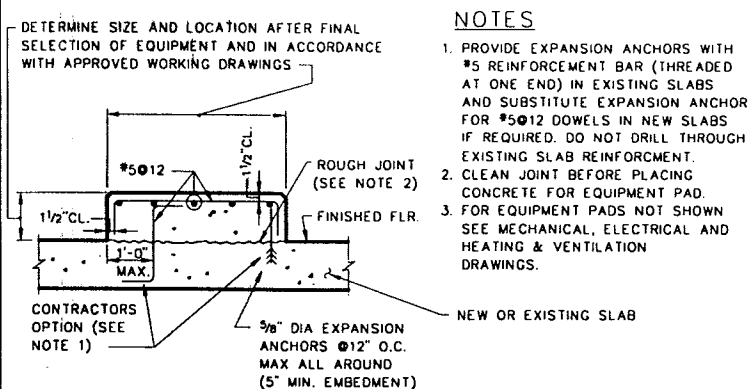 DETERMINE SIZE AND LOCATION AFTER FINAL
SELECTION OF EQUIPMENT AND IN ACCORDANCE
WITH APPROVED WORKING DRAWINGS
#5@12
1½"CL.
ROUGH JOINT
(SEE NOTE 2)
1½"CL.
FINISHED FLR.
1'-0"
MAX.
CONTRACTORS
OPTION (SEE
NOTE 1)
⅝" DIA EXPANSION
ANCHORS @12" O.C.
MAX ALL AROUND
(5" MIN. EMBEDMENT)
NEW OR EXISTING SLAB
NOTES
1. PROVIDE EXPANSION ANCHORS WITH
#5 REINFORCEMENT BAR (THREADED
AT ONE END) IN EXISTING SLABS
AND SUBSTITUTE EXPANSION ANCHOR
FOR #5@12 DOWELS IN NEW SLABS
IF REQUIRED. DO NOT DRILL THROUGH
EXISTING SLAB REINFORCMENT.
2. CLEAN JOINT BEFORE PLACING
CONCRETE FOR EQUIPMENT PAD.
3. FOR EQUIPMENT PADS NOT SHOWN
SEE MECHANICAL, ELECTRICAL AND
HEATING & VENTILATION
DRAWINGS.